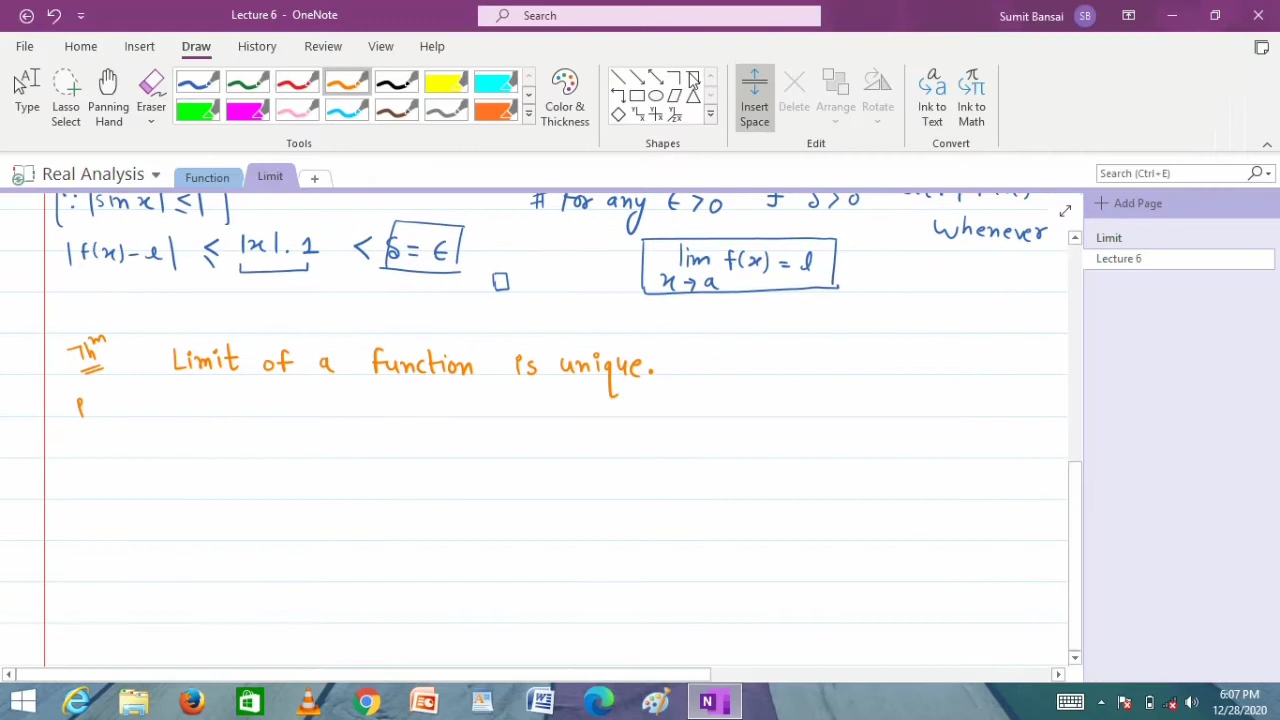 Lecture 6 - OneNote
Search
Sumit Bansal
SB
File Home Insert Draw History Review View Help
Type
Lasso Select
Panning Hand
Eraser
Color & Thickness
Insert Space
Delete
Arrange
Rotate
Ink to Text
Ink to Math
Tools
Shapes
Edit
Convert
Real Analysis
Function
Limit
Search (Ctrl+E)
Add Page
Limit
Lecture 6
[∵ |sin x| ≤ 1]
# For any ε > 0 ∃ δ > 0
whenever
|f(x) - l| ≤ |x| . 1 < δ = ε
lim f(x) = l
x → a
Thm Limit of a function is unique.
6:07 PM
12/28/2020